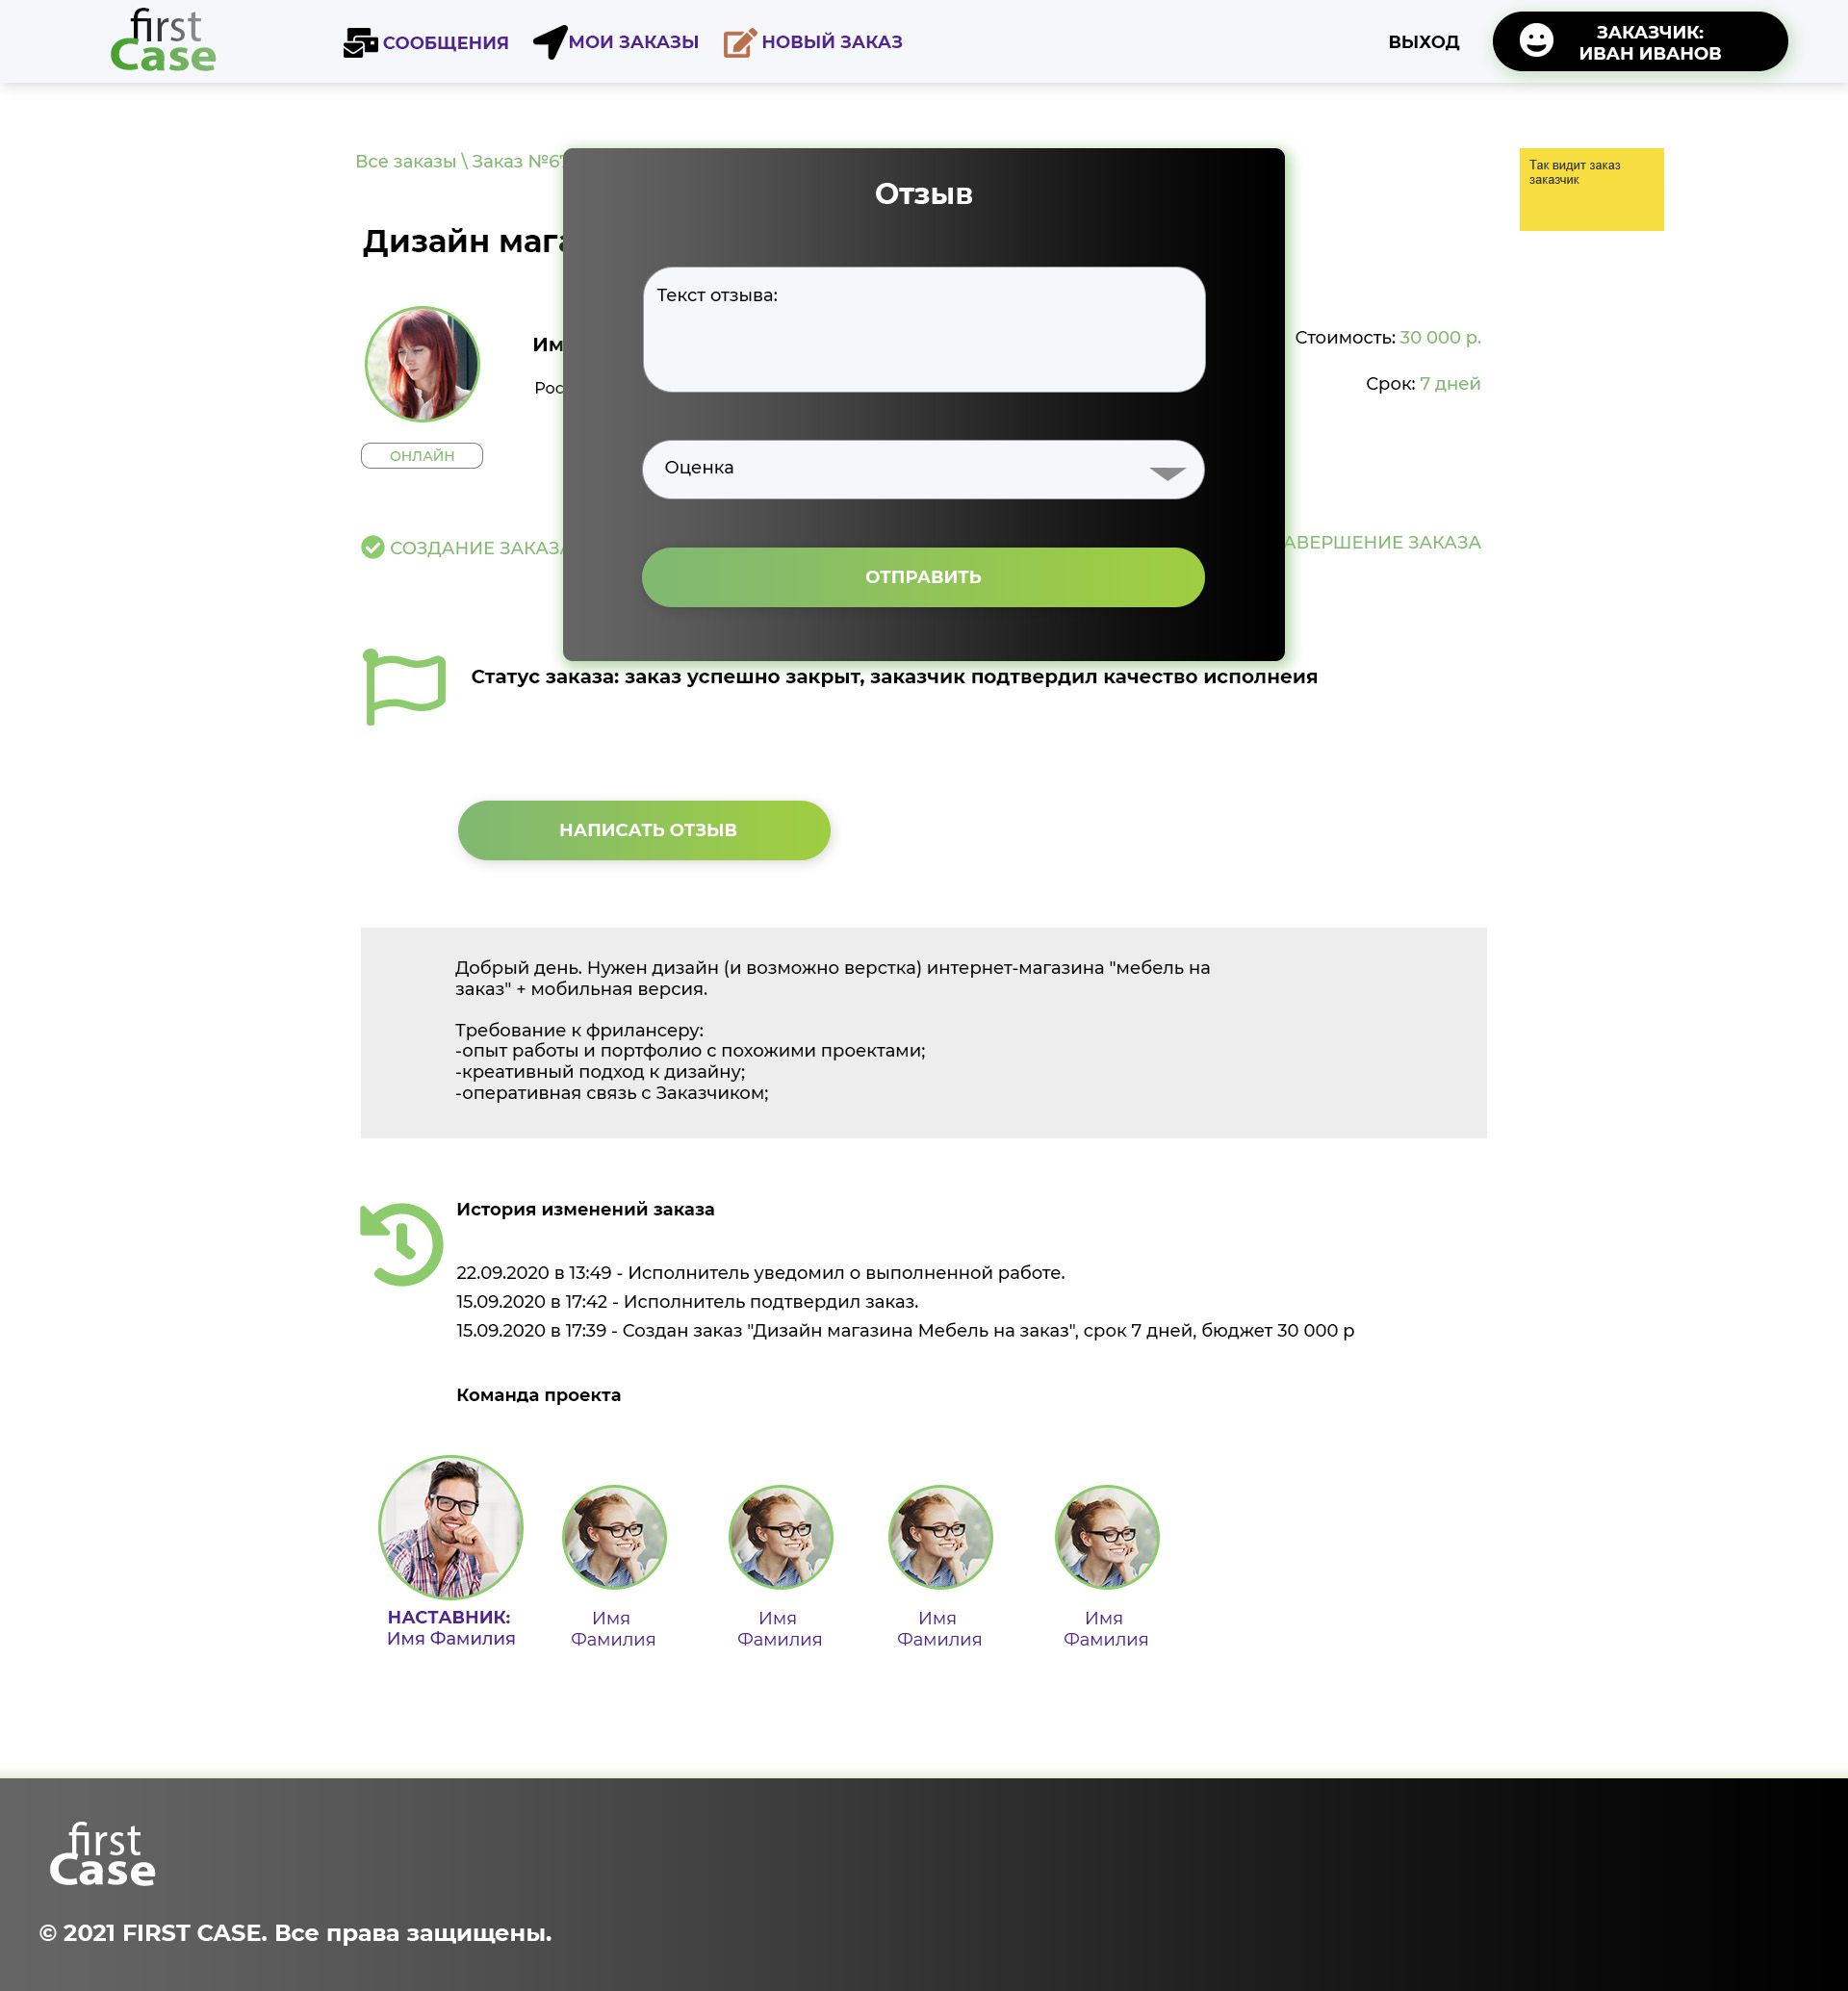 first
Case
СООБЩЕНИЯ
МОИ ЗАКАЗЫ
НОВЫЙ ЗАКАЗ
ВЫХОД
ЗАКАЗЧИК:
ИВАН ИВАНОВ
Все заказы \ Заказ №67
Так видит заказ
заказчик
Отзыв
Дизайн мага
Текст отзыва:
Им
Стоимость: 30 000 р.
Рос
Срок: 7 дней
ОНЛАЙН
Оценка
СОЗДАНИЕ ЗАКАЗА
АВЕРШЕНИЕ ЗАКАЗА
ОТПРАВИТЬ
Статус заказа: заказ успешно закрыт, заказчик подтвердил качество исполнеия
НАПИСАТЬ ОТЗЫВ
Добрый день. Нужен дизайн (и возможно верстка) интернет-магазина "мебель на
заказ" + мобильная версия.
Требование к фрилансеру:
-опыт работы и портфолио с похожими проектами;
-креативный подход к дизайну;
-оперативная связь с Заказчиком;
История изменений заказа
22.09.2020 в 13:49 - Исполнитель уведомил о выполненной работе.
15.09.2020 в 17:42 - Исполнитель подтвердил заказ.
15.09.2020 в 17:39 - Создан заказ "Дизайн магазина Мебель на заказ", срок 7 дней, бюджет 30 000 р
Команда проекта
НАСТАВНИК:
Имя Фамилия
Имя
Фамилия
Имя
Фамилия
Имя
Фамилия
Имя
Фамилия
first
Case
© 2021 FIRST CASE. Все права защищены.